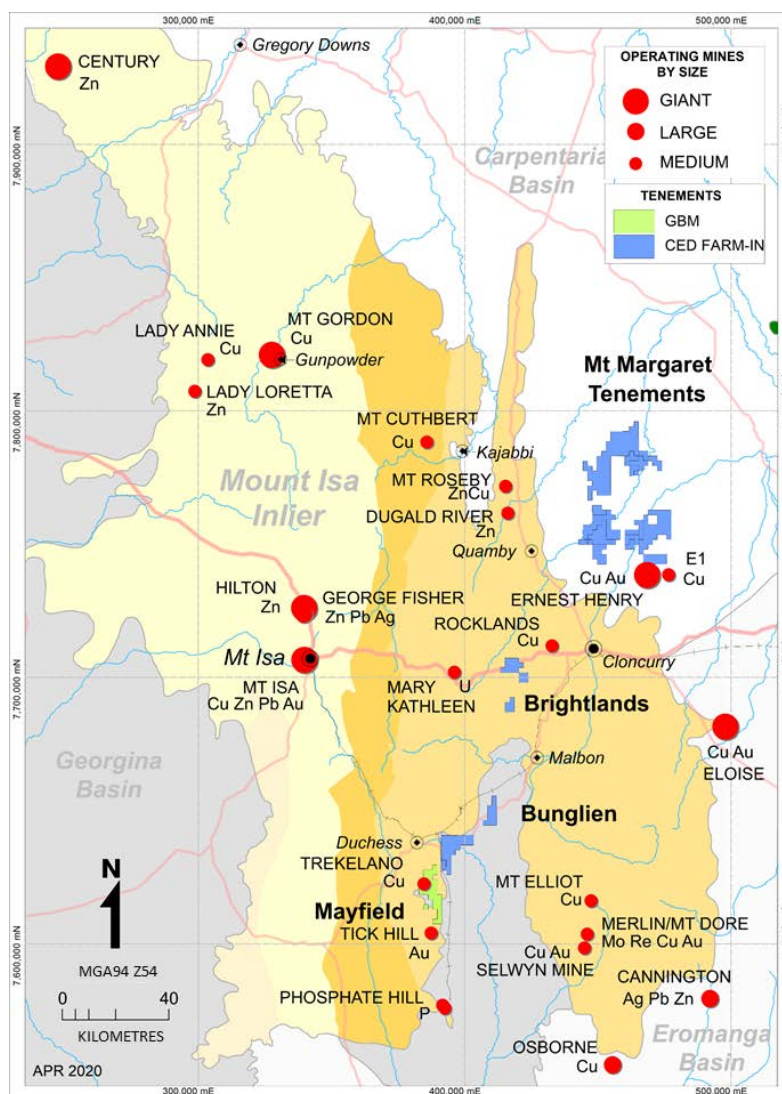 300,000 mE
400,000 mE
500,000 mE
Gregory Downs
CENTURY
Zn
OPERATING MINES
BY SIZE
GIANT
LARGE
MEDIUM
TENEMENTS
GBM
CED FARM-IN
7,900,000 mN
Carpentaria
Basin
LADY ANNIE
Cu
MT GORDON
Cu
Gunpowder
LADY LORETTA
Zn
Mt Margaret
Tenements
7,800,000 mN
MT CUTHBERT
Cu
Kajabbi
Mount Isa
Inlier
MT ROSEBY
ZnCu
DUGALD RIVER
Zn
Quamby
E1
Cu
Cu Au
ERNEST HENRY
HILTON
Zn
GEORGE FISHER
Zn Pb Ag
ROCKLANDS
Cu
Mt Isa
Cloncurry
MT ISA
Cu Zn Pb Au
MARY
KATHLEEN
U
7,700,000 mN
Brightlands
Cu Au
ELOISE
Georgina
Basin
Malbon
Bunglien
Duchess
TREKELANO
Cu
MT ELLIOT
Cu
N
Mayfield
TICK HILL
Au
MERLIN/MT DORE
Mo Re Cu Au
Cu Au
SELWYN MINE
7,600,000 mN
MGA94 Z54
CANNINGTON
Ag Pb Zn
0 40
KILOMETRES
PHOSPHATE HILL
P
Eromanga
Basin
OSBORNE
Cu
APR 2020
300,000 mE
400,000 mE
500,000 mE